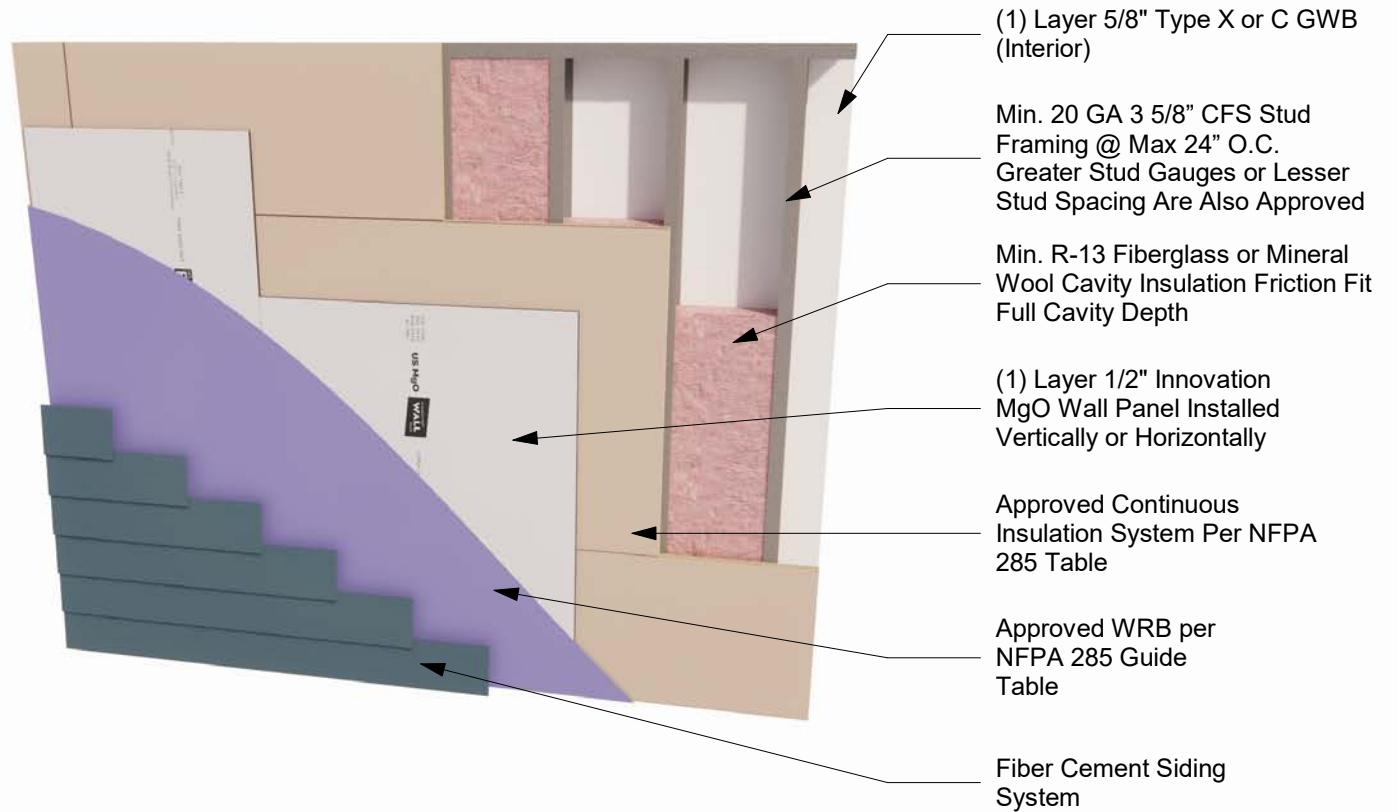 (1) Layer 5/8" Type X or C GWB
(Interior)
Min. 20 GA 3 5/8” CFS Stud
Framing @ Max 24” O.C.
Greater Stud Gauges or Lesser
Stud Spacing Are Also Approved
Min. R-13 Fiberglass or Mineral
Wool Cavity Insulation Friction Fit
Full Cavity Depth
(1) Layer 1/2" Innovation
MgO Wall Panel Installed
Vertically or Horizontally
Approved Continuous
Insulation System Per NFPA
285 Table
Approved WRB per
NFPA 285 Guide
Table
Fiber Cement Siding
System
US MgO
WALL